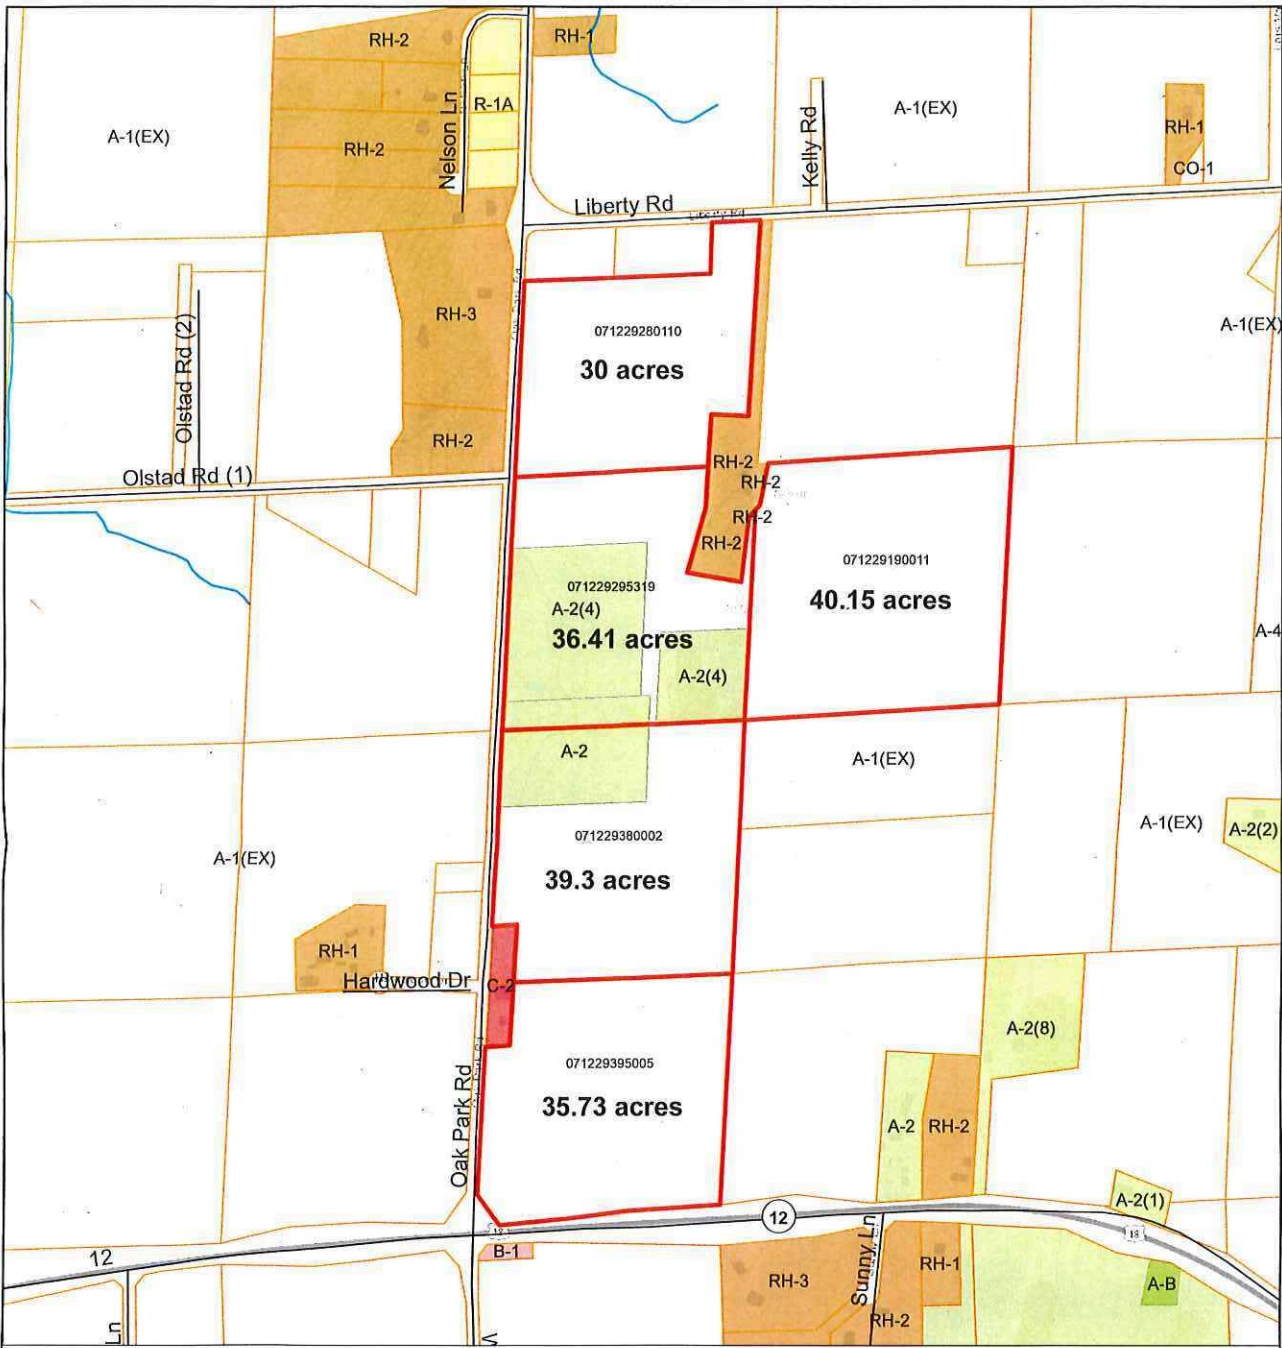 RH-2
RH-1
R-1A
A-1(EX)
RH-2
Nelson Ln
Kelly Rd
A-1(EX)
RH-1
CO-1
Liberty Rd
Liberty Rd
RH-3
Olstad Rd (2)
071229280110
30 acres
A-1(EX)
RH-2
Olstad Rd (1)
RH-2
RH-2
RH-2
RH-2
071229295319
A-2(4)
36.41 acres
A-2(4)
071229190011
40.15 acres
A-4
A-2
A-1(EX)
071229380002
39.3 acres
A-1(EX)
A-2(2)
A-1(EX)
RH-1
Hardwood Dr
C-2
071229395005
35.73 acres
Oak Park Rd
A-2(8)
A-2
RH-2
A-2(1)
12
12
18
18
B-1
RH-3
Sunny Ln
RH-1
RH-2
A-B
Ln